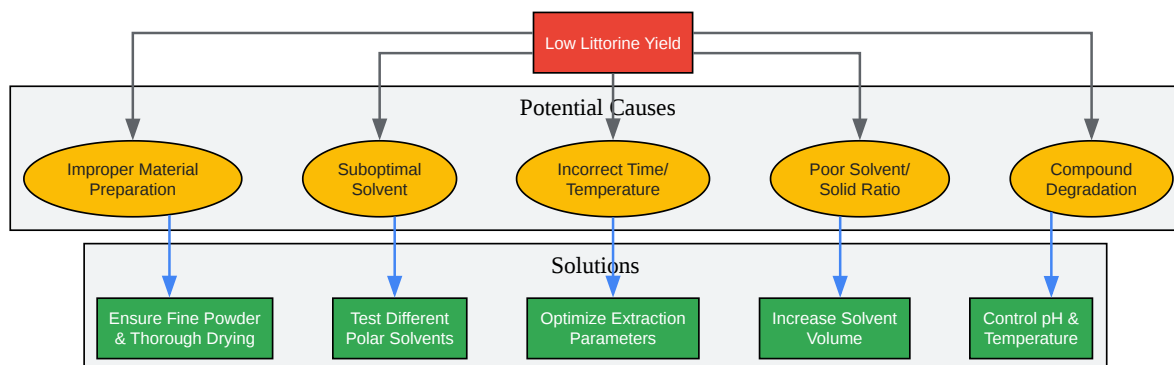 Low Littorine Yield
Potential Causes
Improper Material
Preparation
Suboptimal
Solvent
Incorrect Time/
Temperature
Poor Solvent/
Solid Ratio
Compound
Degradation
Solutions
Ensure Fine Powder
& Thorough Drying
Test Different
Polar Solvents
Optimize Extraction
Parameters
Increase Solvent
Volume
Control pH &
Temperature